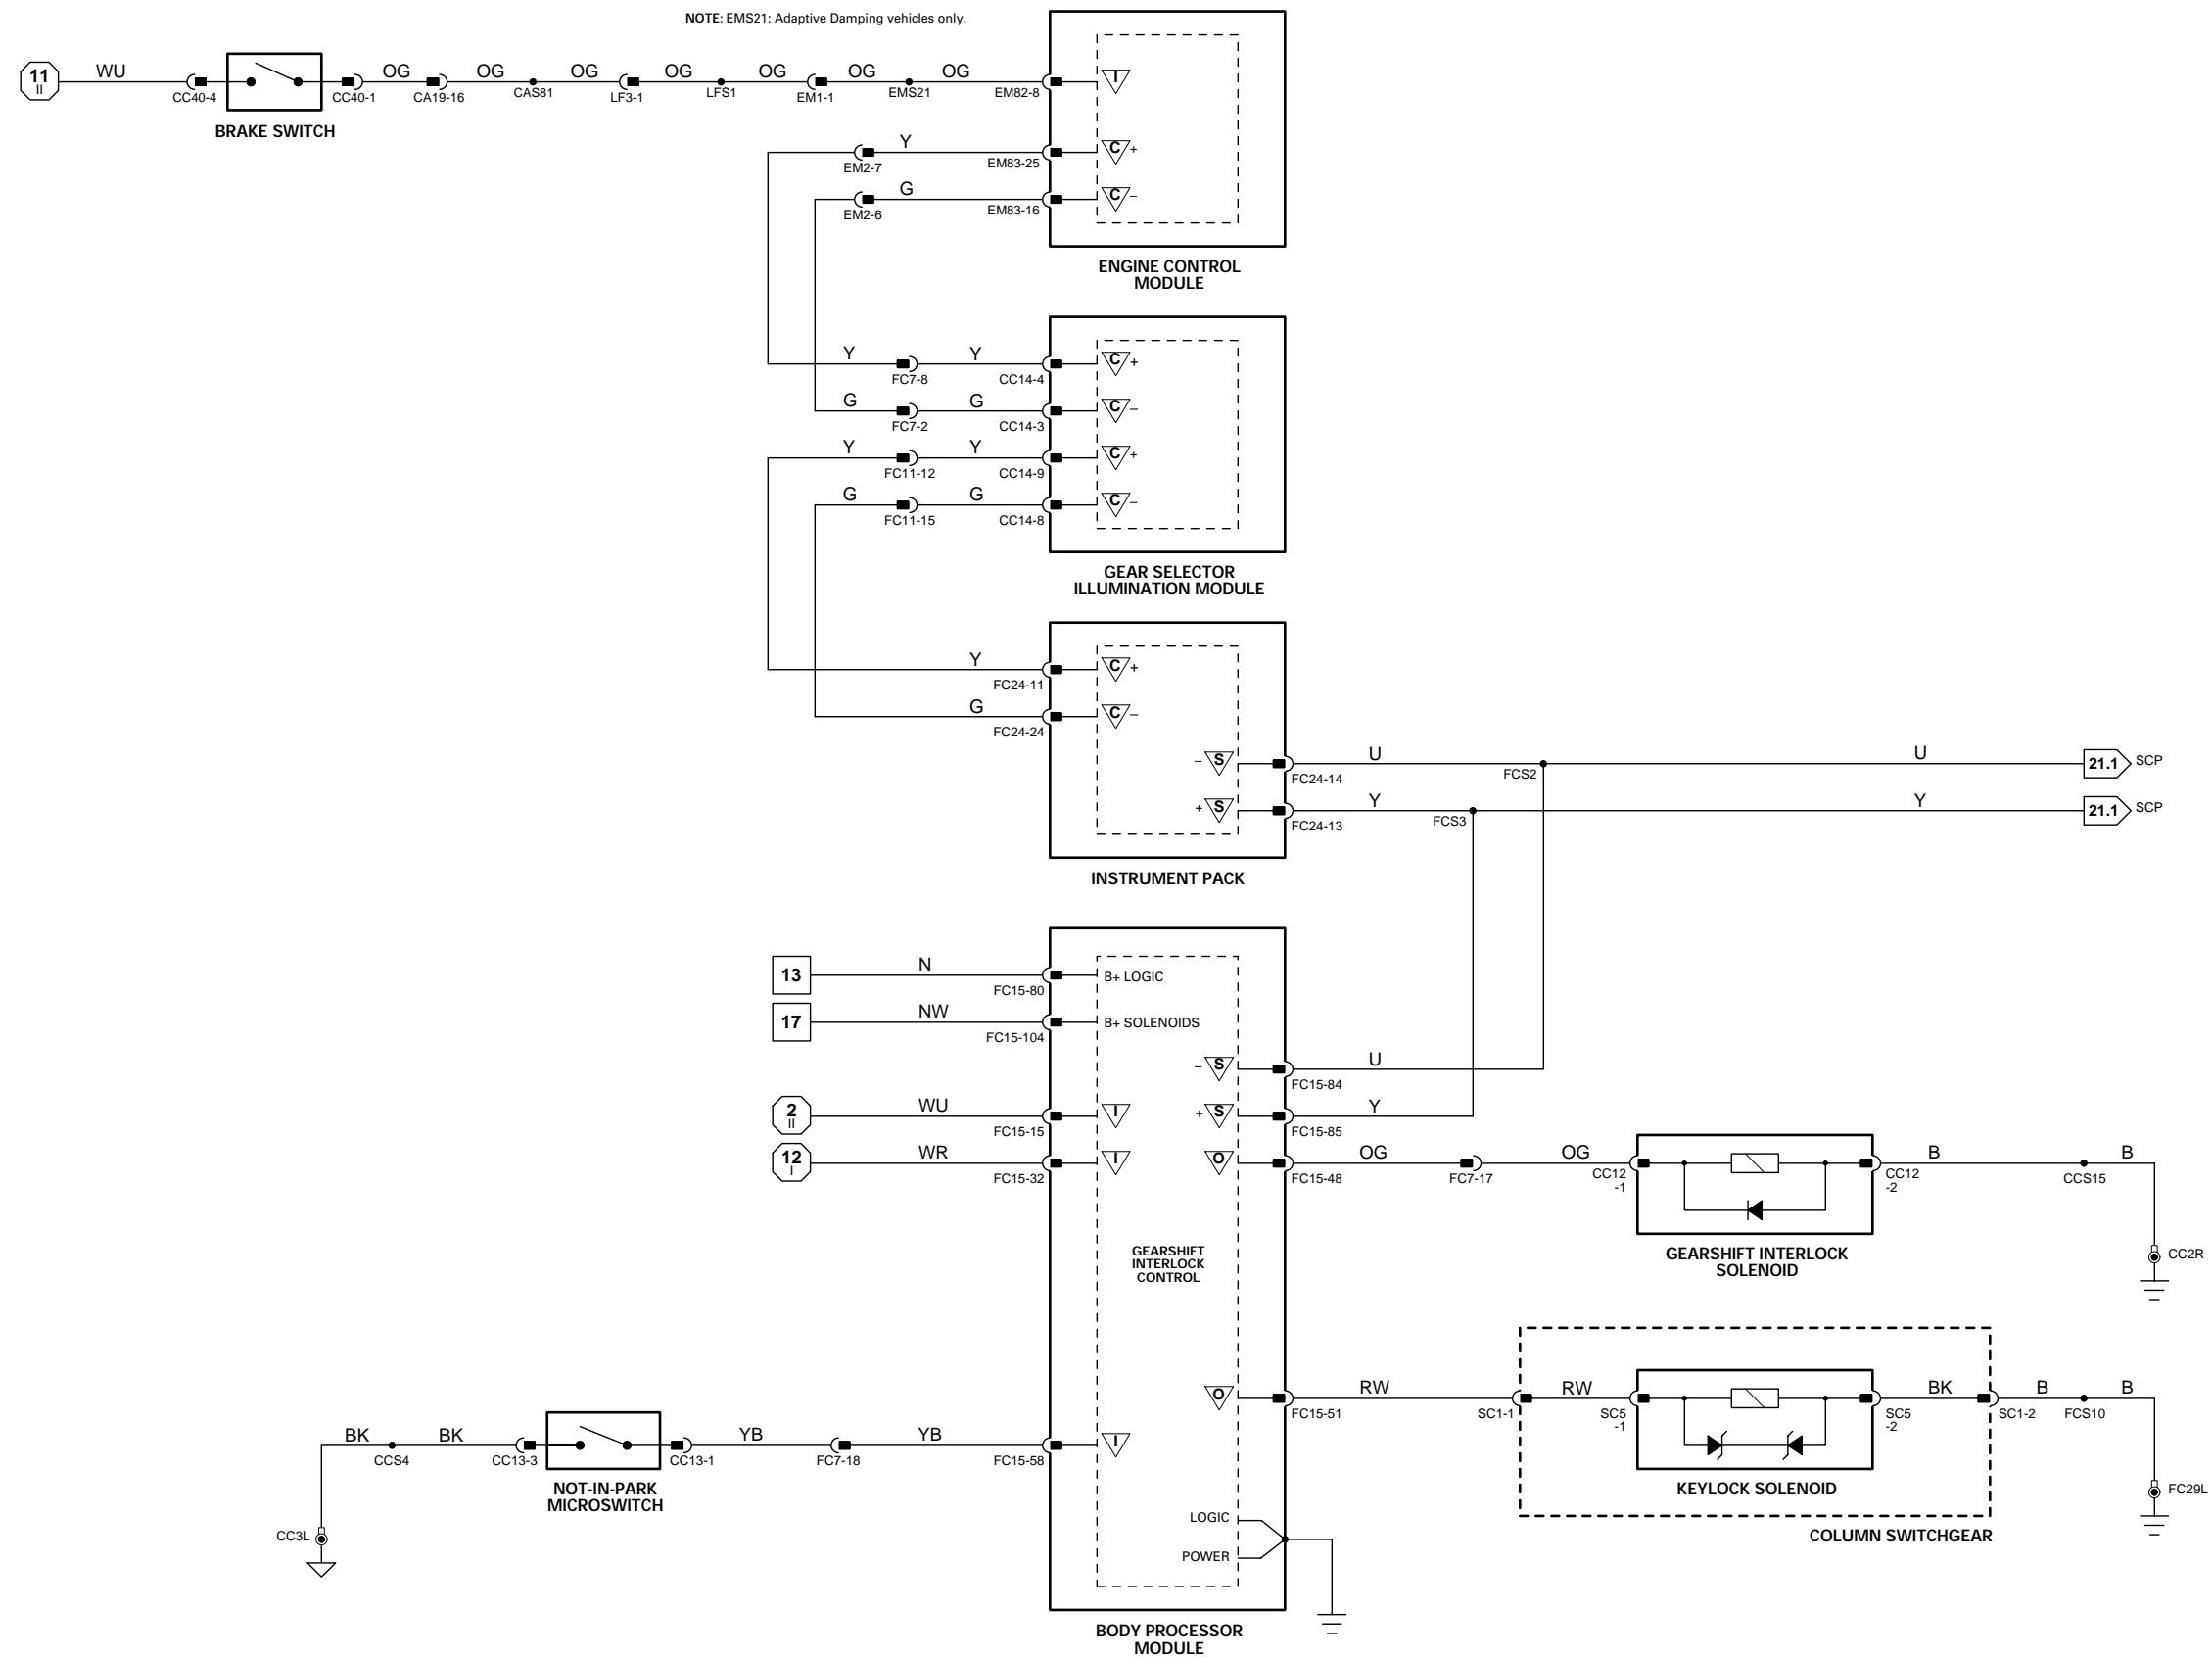 NOTE: EMS21: Adaptive Damping vehicles only.
11
II
WU
CC40-4
BRAKE SWITCH
CC40-1
OG
CA19-16
OG
CAS81
OG
LF3-1
OG
LFS1
OG
EM1-1
OG
EMS21
OG
EM82-8
I
EM2-7
Y
EM83-25
C +
EM2-6
G
EM83-16
C –
ENGINE CONTROL
MODULE
Y
FC7-8
Y
CC14-4
C +
G
FC7-2
G
CC14-3
C –
Y
FC11-12
Y
CC14-9
C +
G
FC11-15
G
CC14-8
C –
GEAR SELECTOR
ILLUMINATION MODULE
Y
FC24-11
C +
G
FC24-24
C –
– S
FC24-14
U
FCS2
U
21.1
SCP
+ S
FC24-13
Y
FCS3
Y
21.1
SCP
INSTRUMENT PACK
13
N
FC15-80
B+ LOGIC
17
NW
FC15-104
B+ SOLENOIDS
– S
FC15-84
U
2
II
WU
FC15-15
I
+ S
FC15-85
Y
12
I
WR
FC15-32
I
O
FC15-48
OG
FC7-17
OG
CC12
-1
CC12
-2
B
CCS15
B
GEARSHIFT INTERLOCK
SOLENOID
CC2R
GEARSHIFT
INTERLOCK
CONTROL
O
FC15-51
RW
SC1-1
RW
SC5
-1
SC5
-2
BK
SC1-2
B
FCS10
B
KEYLOCK SOLENOID
FC29L
COLUMN SWITCHGEAR
BK
CCS4
BK
CC13-3
CC13-1
YB
FC7-18
YB
FC15-58
I
NOT-IN-PARK
MICROSWITCH
CC3L
LOGIC
POWER
BODY PROCESSOR
MODULE